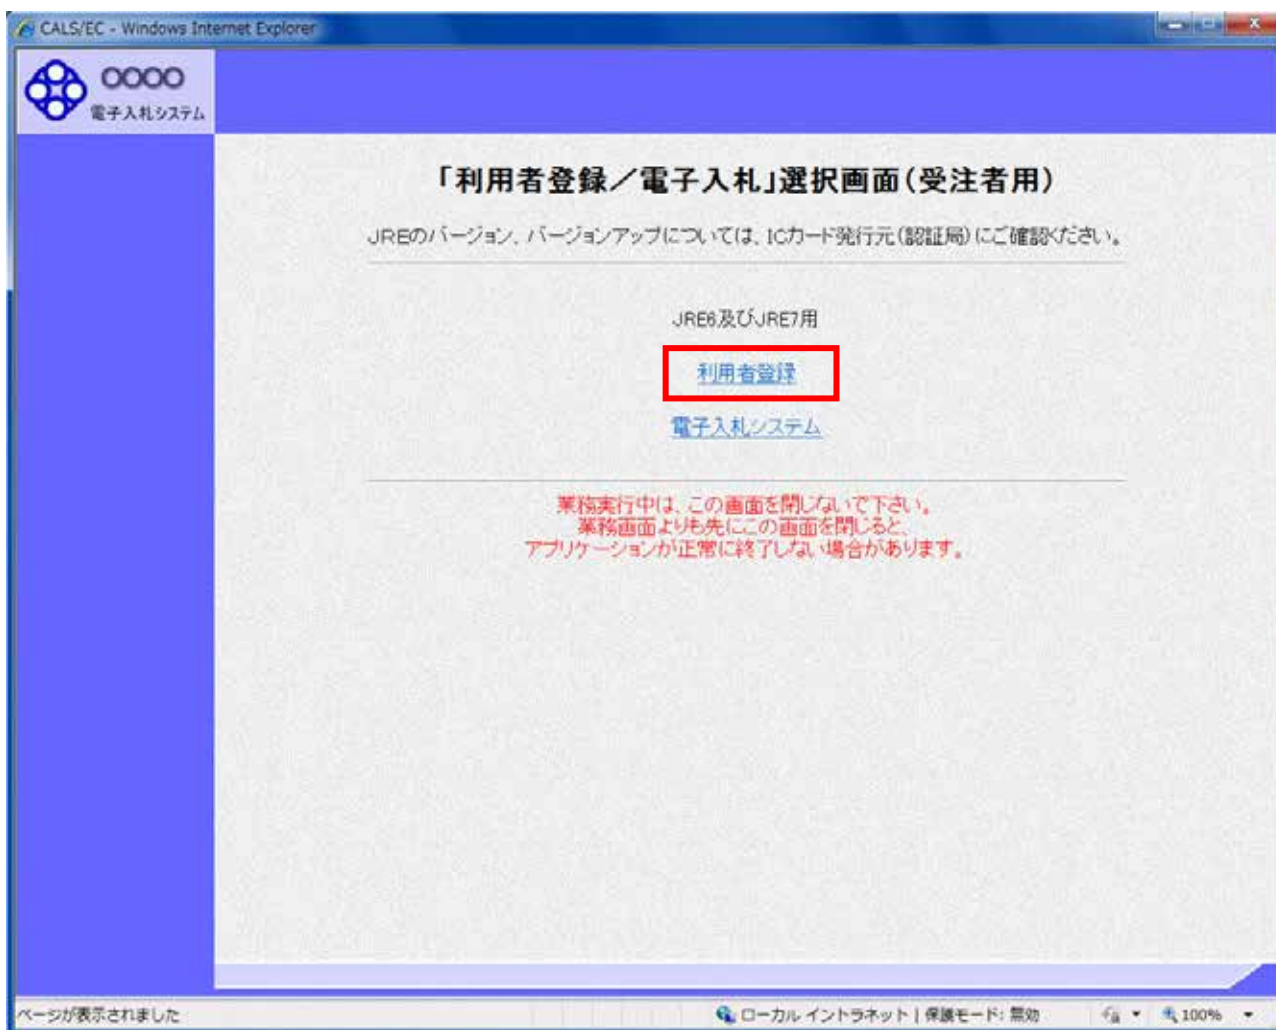 CALS/EC - Windows Internet Explorer
○○○○
電子入札システム
「利用者登録／電子入札」選択画面（受注者用）
JREのバージョン、バージョンアップについては、ICカード発行元（認証局）にご確認ください。
JRE6及びJRE7用
利用者登録
電子入札システム
業務実行中は、この画面を閉じないで下さい。
業務画面よりも先にこの画面を閉じると、
アプリケーションが正常に終了しない場合があります。
ページが表示されました
ローカル イントラネット | 保護モード: 無効
100%